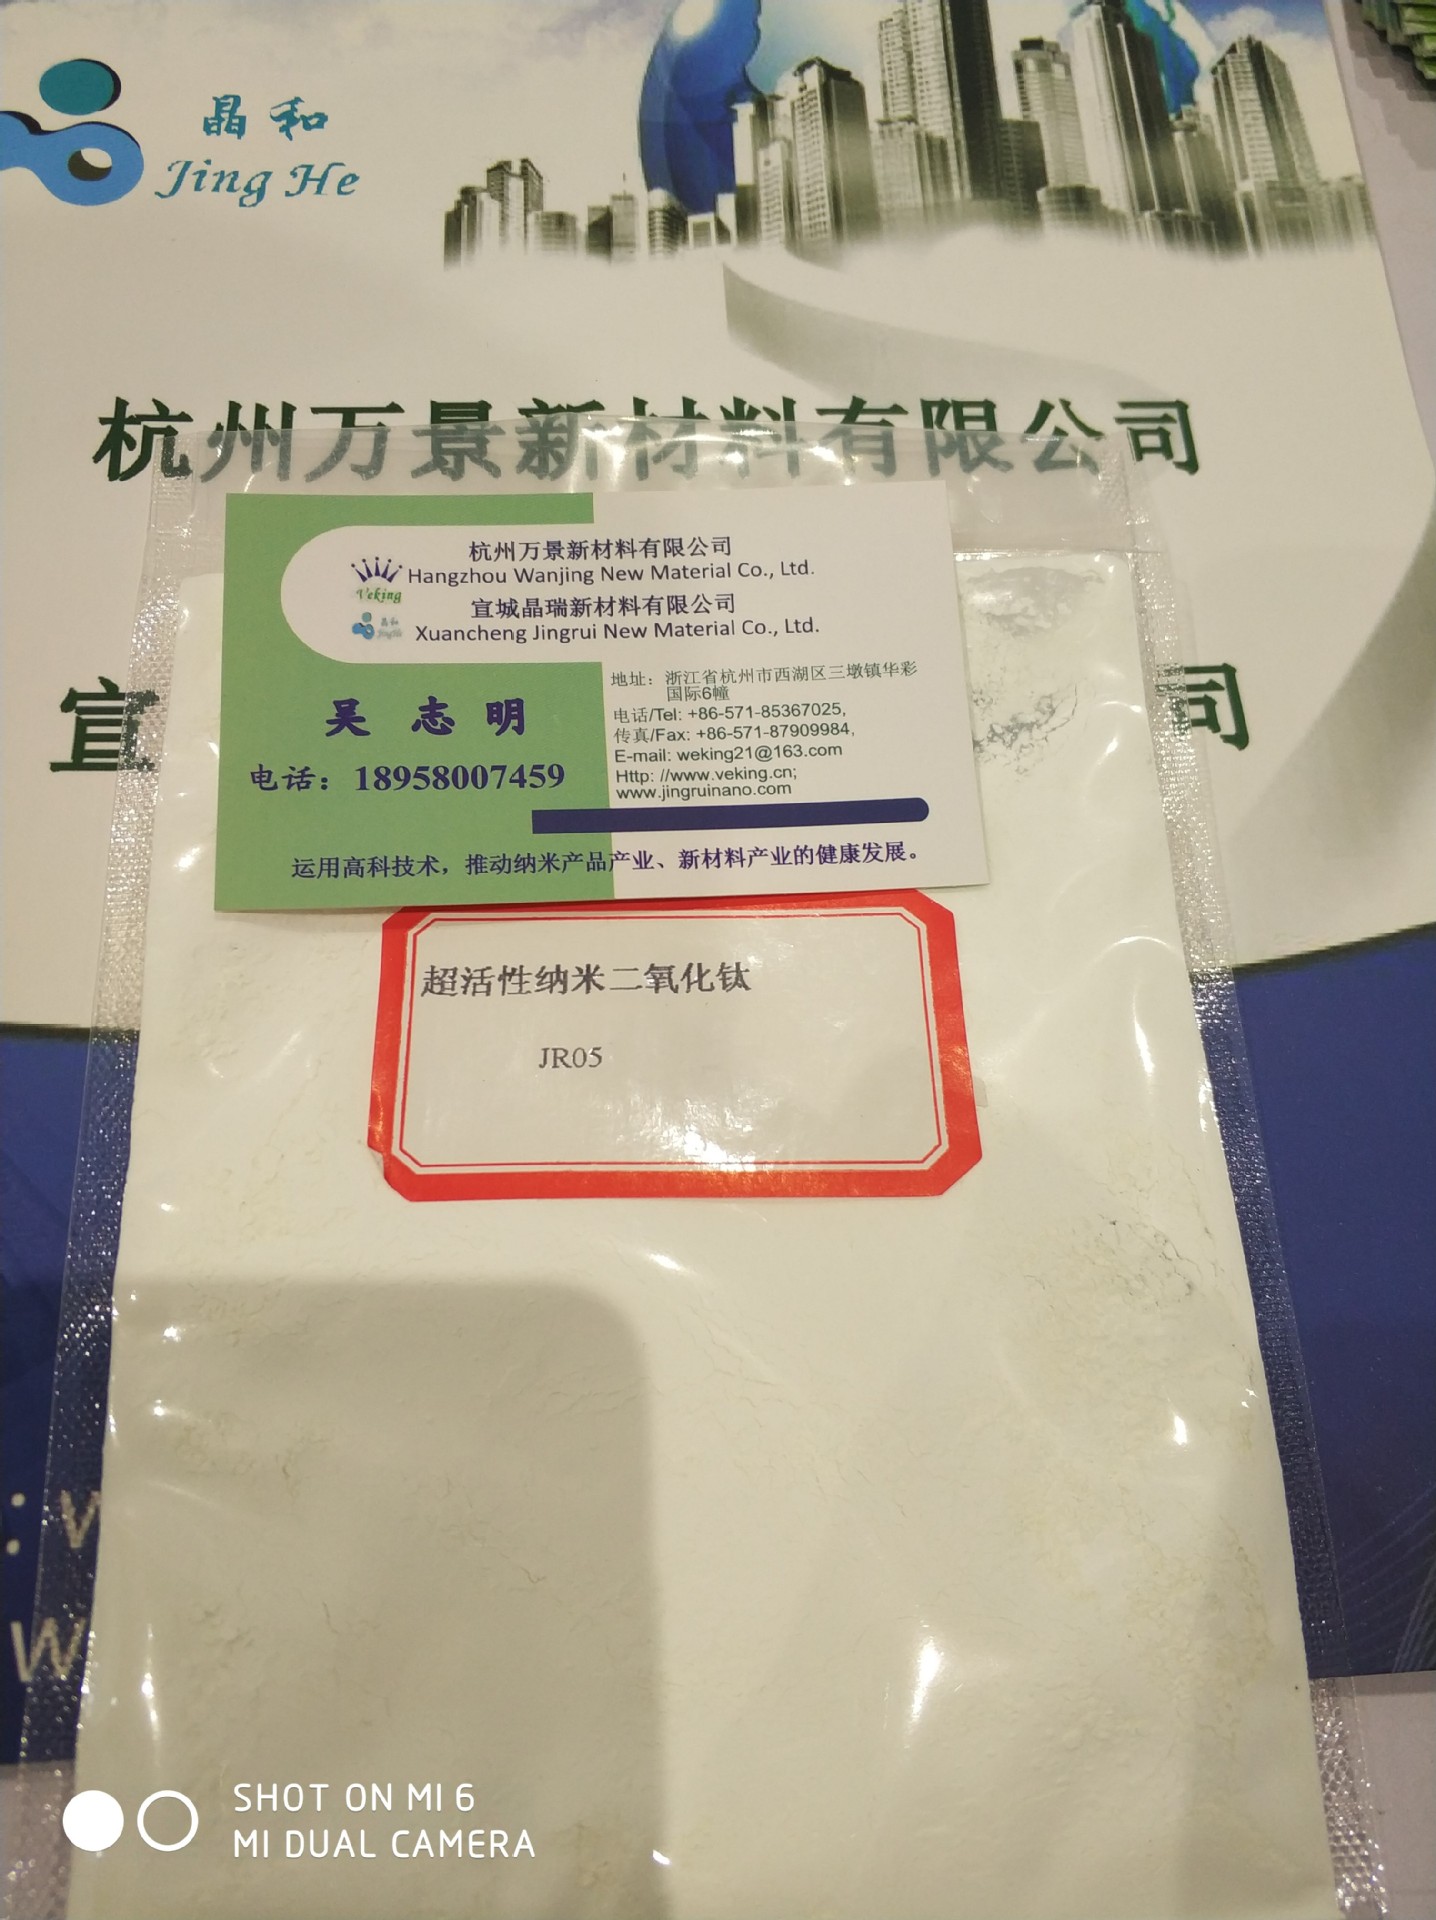 晶和
Jing He
杭州万景新材料有限公司
宣
司
杭州万景新材料有限公司
Hangzhou Wanjing New Material Co., Ltd.
Veking
宣城晶瑞新材料有限公司
晶和
JingHe
Xuancheng Jingrui New Material Co., Ltd.
吴志明
电话：18958007459
地址：浙江省杭州市西湖区三墩镇华彩
国际6幢
电话/Tel: +86-571-85367025,
传真/Fax: +86-571-87909984,
E-mail: weking21@163.com
Http: //www.veking.cn;
www.jingruinano.com
运用高科技术，推动纳米产品产业、新材料产业的健康发展。
超活性纳米二氧化钛
JR05
SHOT ON MI 6
MI DUAL CAMERA